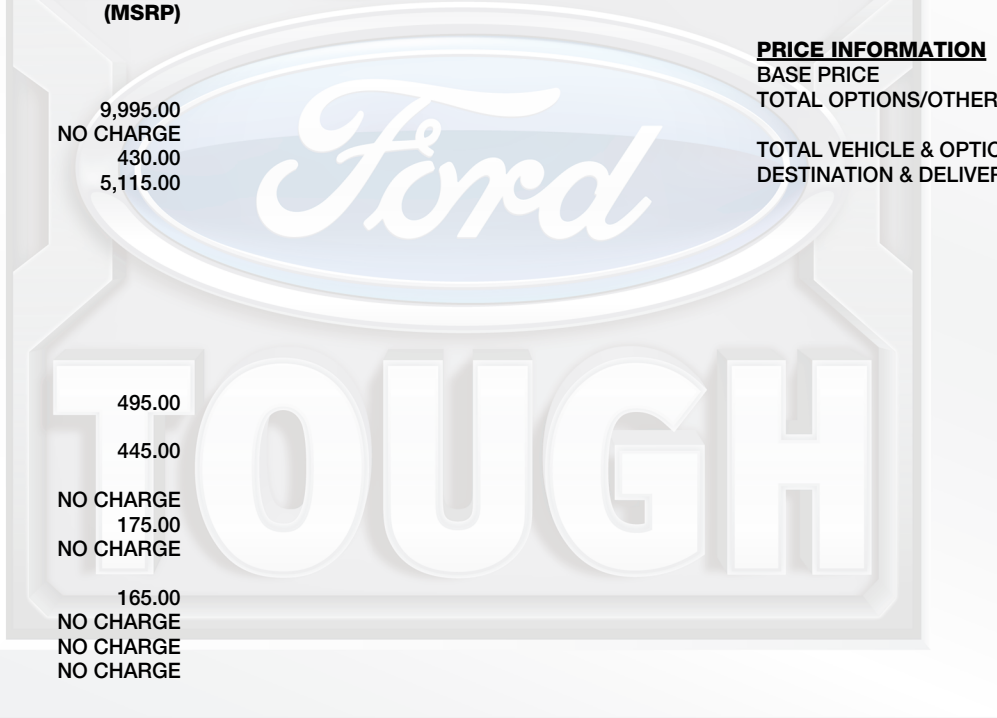 (MSRP)
9,995.00
NO CHARGE
430.00
5,115.00
495.00
445.00
NO CHARGE
175.00
NO CHARGE
165.00
NO CHARGE
NO CHARGE
NO CHARGE
PRICE INFORMATION
BASE PRICE
TOTAL OPTIONS/OTHER
TOTAL VEHICLE & OPTIO
DESTINATION & DELIVER
Ford
TOUGH